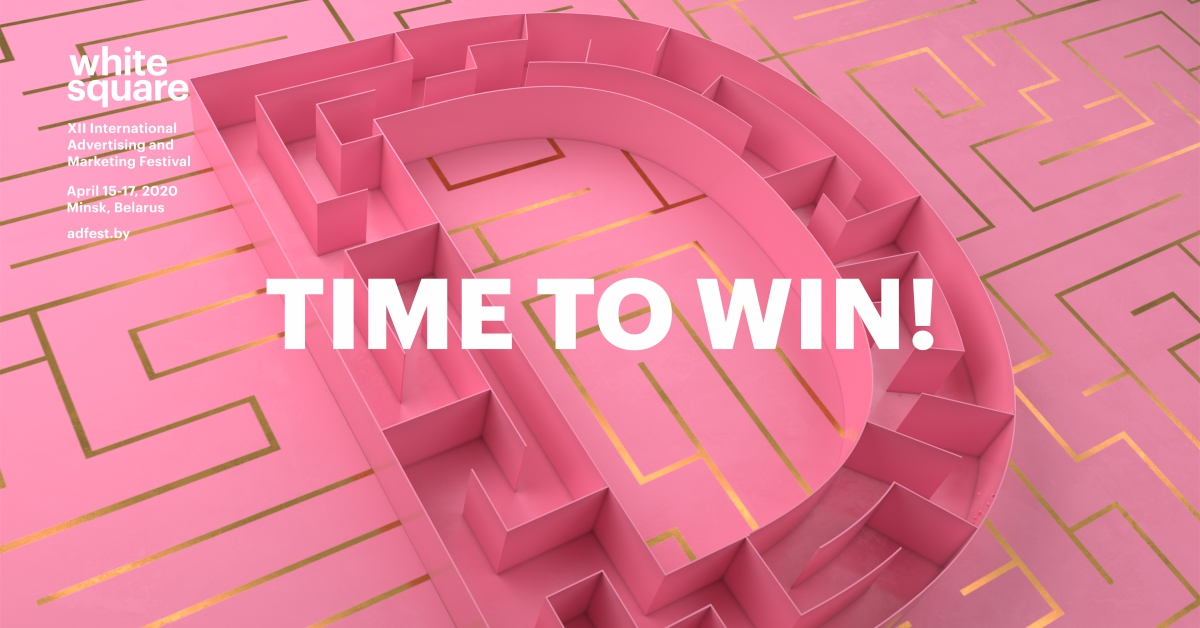 white
square
XII International
Advertising and
Marketing Festival
April 15-17, 2020
Minsk, Belarus
adfest.by
TIME TO WIN!